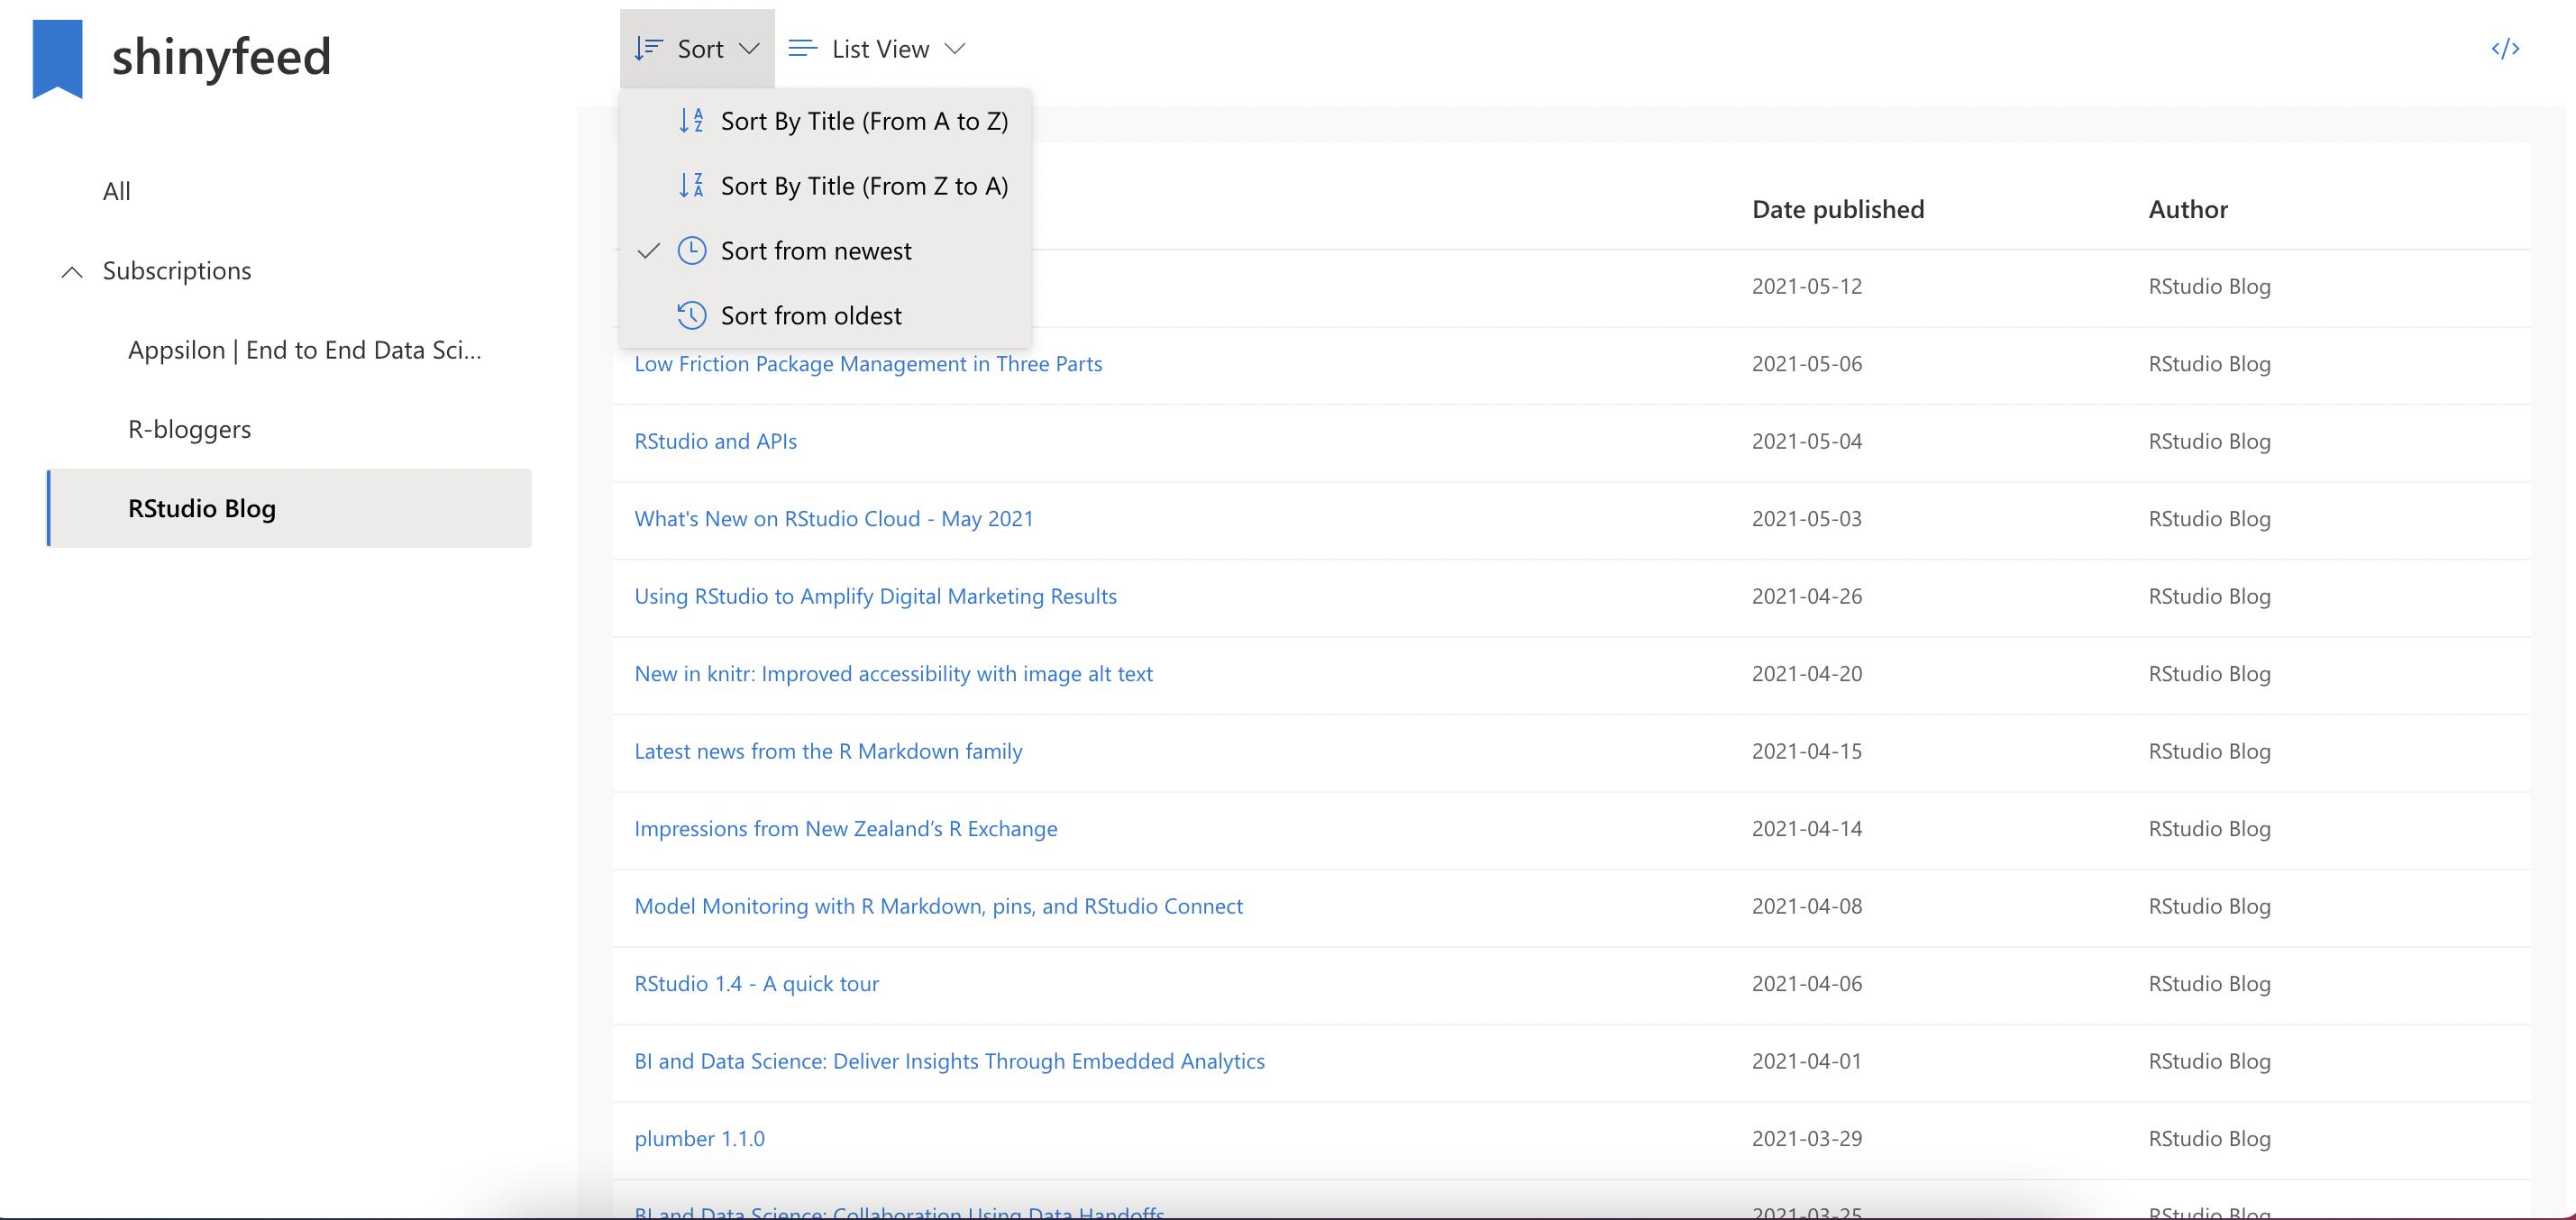 shinyfeed
Sort
List View
</>
Sort By Title (From A to Z)
Sort By Title (From Z to A)
Sort from newest
Sort from oldest
All
Subscriptions
Appsilon | End to End Data Sci...
R-bloggers
RStudio Blog
Date published Author
2021-05-12 RStudio Blog
Low Friction Package Management in Three Parts 2021-05-06 RStudio Blog
RStudio and APIs 2021-05-04 RStudio Blog
What's New on RStudio Cloud - May 2021 2021-05-03 RStudio Blog
Using RStudio to Amplify Digital Marketing Results 2021-04-26 RStudio Blog
New in knitr: Improved accessibility with image alt text 2021-04-20 RStudio Blog
Latest news from the R Markdown family 2021-04-15 RStudio Blog
Impressions from New Zealand’s R Exchange 2021-04-14 RStudio Blog
Model Monitoring with R Markdown, pins, and RStudio Connect 2021-04-08 RStudio Blog
RStudio 1.4 - A quick tour 2021-04-06 RStudio Blog
BI and Data Science: Deliver Insights Through Embedded Analytics 2021-04-01 RStudio Blog
plumber 1.1.0 2021-03-29 RStudio Blog
BI and Data Science: Collaboration Using Data Handoffs 2021-03-25 RStudio Blog